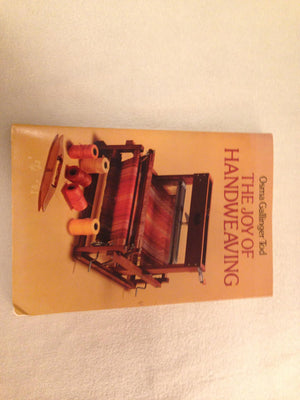 Osma Gallinger Tod
THE JOY OF
HANDWEAVING